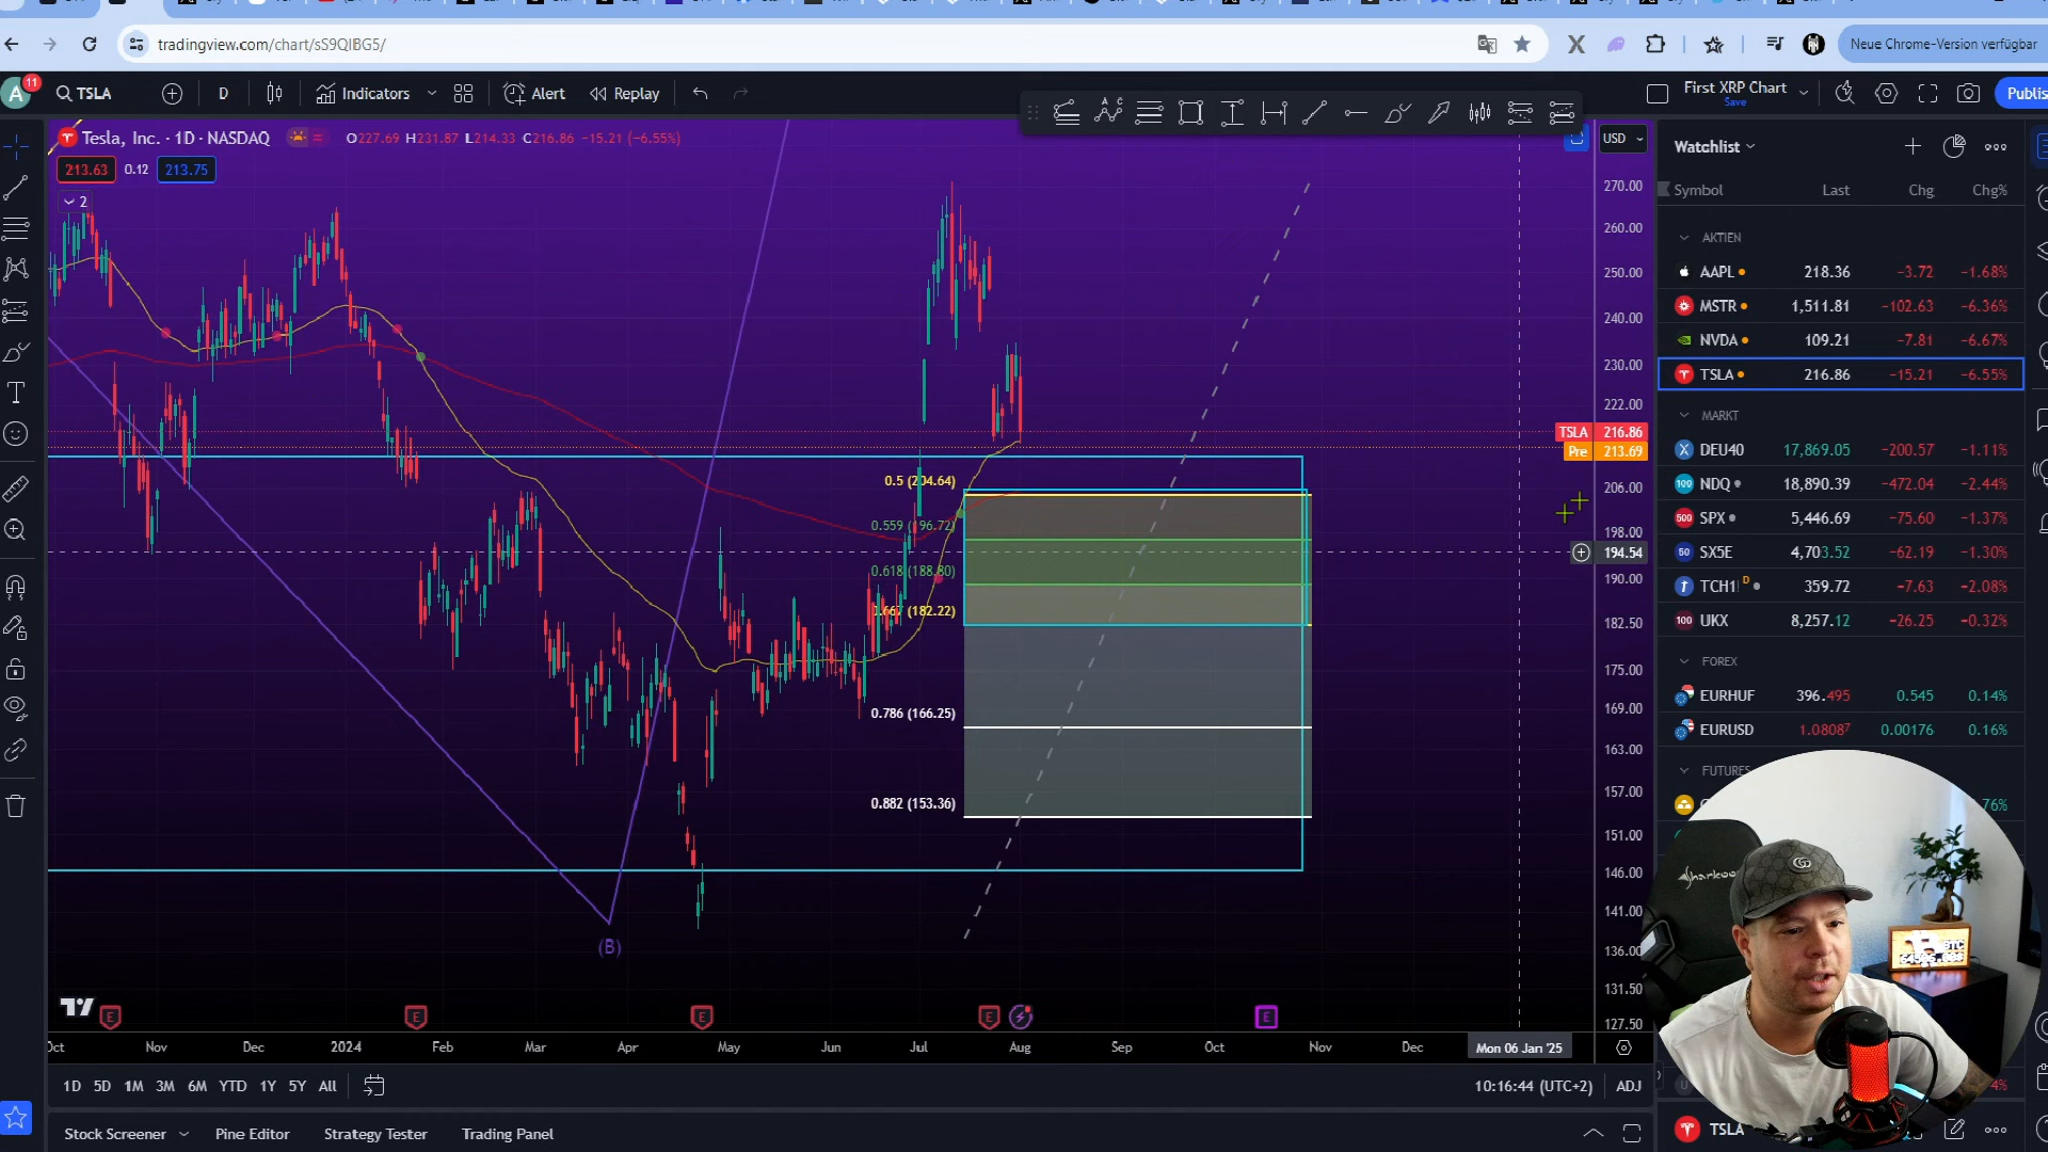 tradingview.com/chart/sS9QIBG5/
Neue Chrome-Version verfügbar
A
11
TSLA
D
Indicators
Alert
Replay
First XRP Chart
Save
Publis
Tesla, Inc. · 1D · NASDAQ
O227.69 H231.87 L214.33 C216.86 −15.21 (−6.55%)
213.63
0.12
213.75
2
USD
270.00
260.00
250.00
240.00
230.00
222.00
TSLA 216.86
Pre 213.69
206.00
198.00
194.54
190.00
182.50
175.00
169.00
163.00
157.00
151.00
146.00
141.00
136.00
131.50
127.50
0.5 (204.64)
0.559 (196.72)
0.618 (188.80)
0.667 (182.22)
0.786 (166.25)
0.882 (153.36)
(B)
E
E
E
E
E
Oct
Nov
Dec
2024
Feb
Mar
Apr
May
Jun
Jul
Aug
Sep
Oct
Nov
Dec
Mon 06 Jan '25
1D 5D 1M 3M 6M YTD 1Y 5Y All
10:16:44 (UTC+2)
ADJ
Stock Screener
Pine Editor
Strategy Tester
Trading Panel
Watchlist
Symbol Last Chg Chg%
AKTIEN
AAPL 218.36 −3.72 −1.68%
MSTR 1,511.81 −102.63 −6.36%
NVDA 109.21 −7.81 −6.67%
TSLA 216.86 −15.21 −6.55%
MARKT
DEU40 17,869.05 −200.57 −1.11%
100 NDQ 18,890.39 −472.04 −2.44%
500 SPX 5,446.69 −75.60 −1.37%
50 SX5E 4,703.52 −62.19 −1.30%
TCH1! D 359.72 −7.63 −2.08%
100 UKX 8,257.12 −26.25 −0.32%
FOREX
EURHUF 396.495 0.545 0.14%
EURUSD 1.08087 0.00176 0.16%
FUTURES
76%
Sharkoo
BTC
TSLA